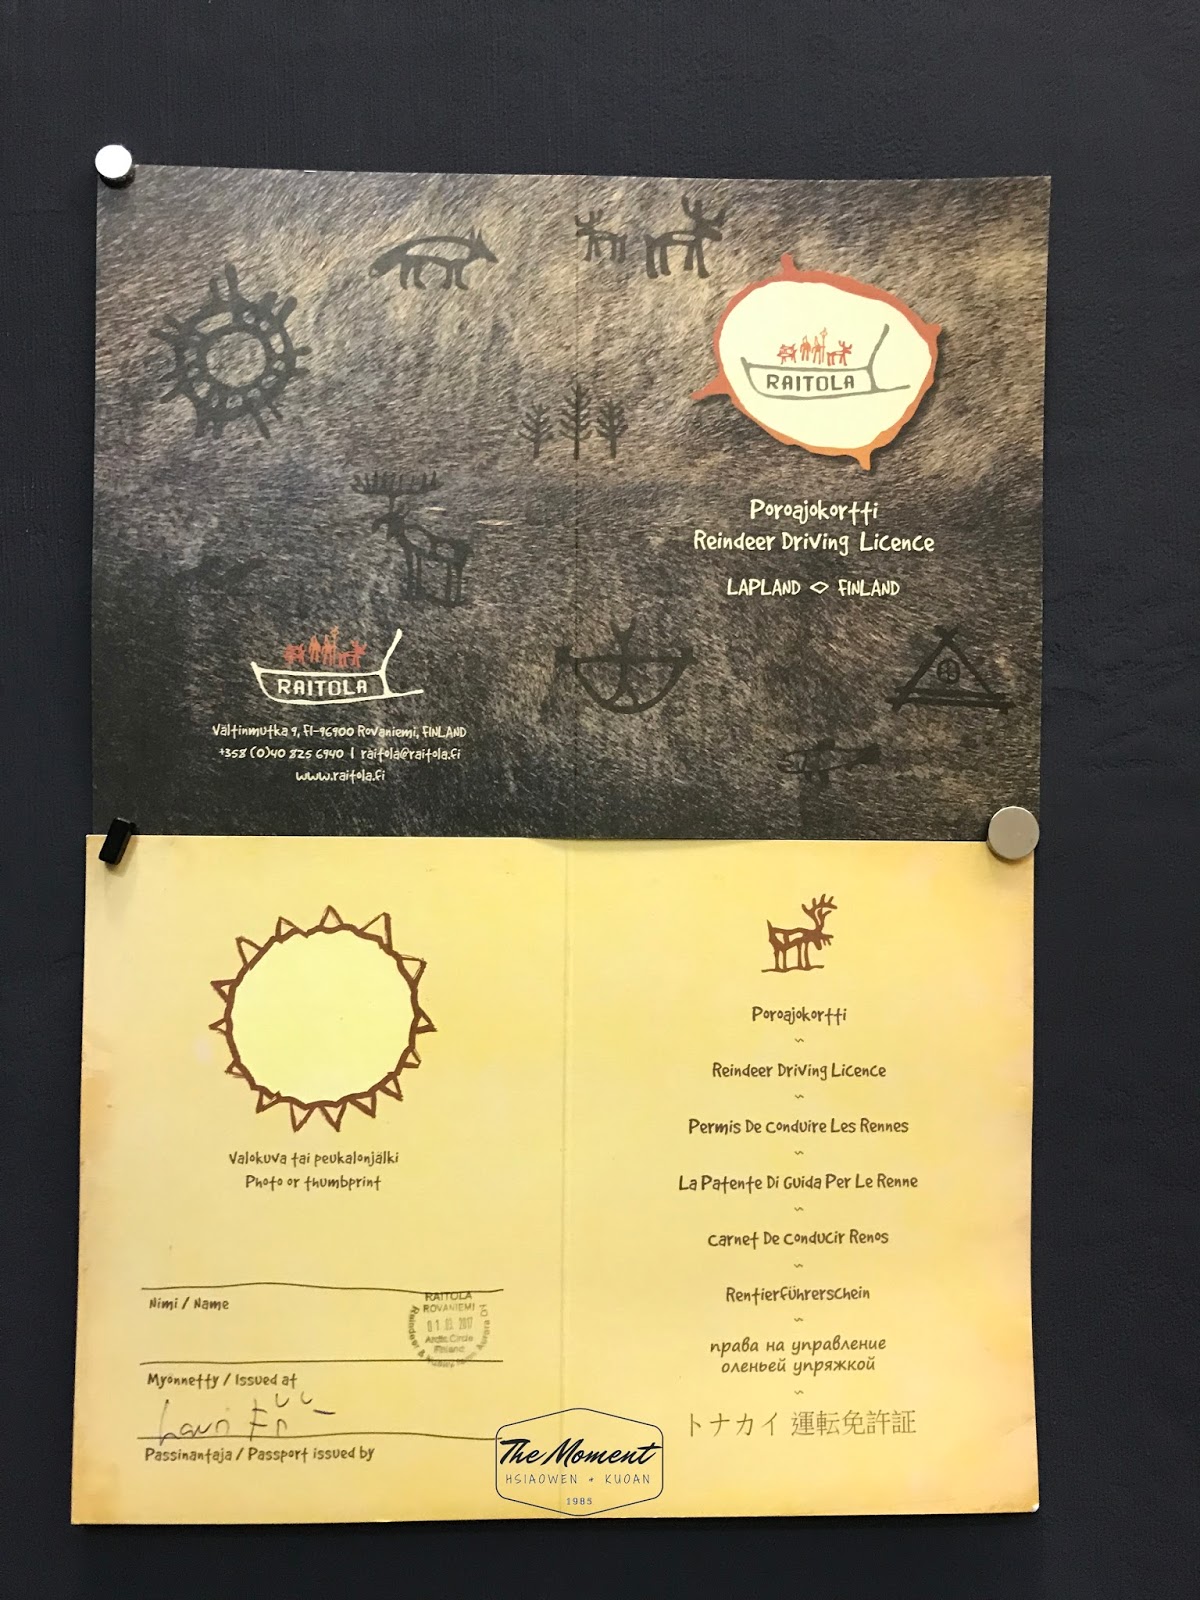 RAITOLA
Poroajokortti
Reindeer Driving Licence
LAPLAND FINLAND
RAITOLA
Vältinmutka 9, FI-96900 Rovaniemi, FINLAND
+358 (0)40 825 6940 | raitola@raitola.fi
www.raitola.fi
Valokuva tai peukalonjälki
Photo or thumbprint
Nimi / Name
RAITOLA
ROVANIEMI
2017
Arctic Circle
Finland
Reindeer &
Myönnetty / Issued at
Passinantaja / Passport issued by
Poroajokortti
Reindeer Driving Licence
Permis De Conduire Les Rennes
La Patente Di Guida Per Le Renne
Carnet De Conducir Renos
Rentierführerschein
права на управление
оленьей упряжкой
トナカイ 運転免許証
The Moment
HSIAOWEN + KUOAN
1985